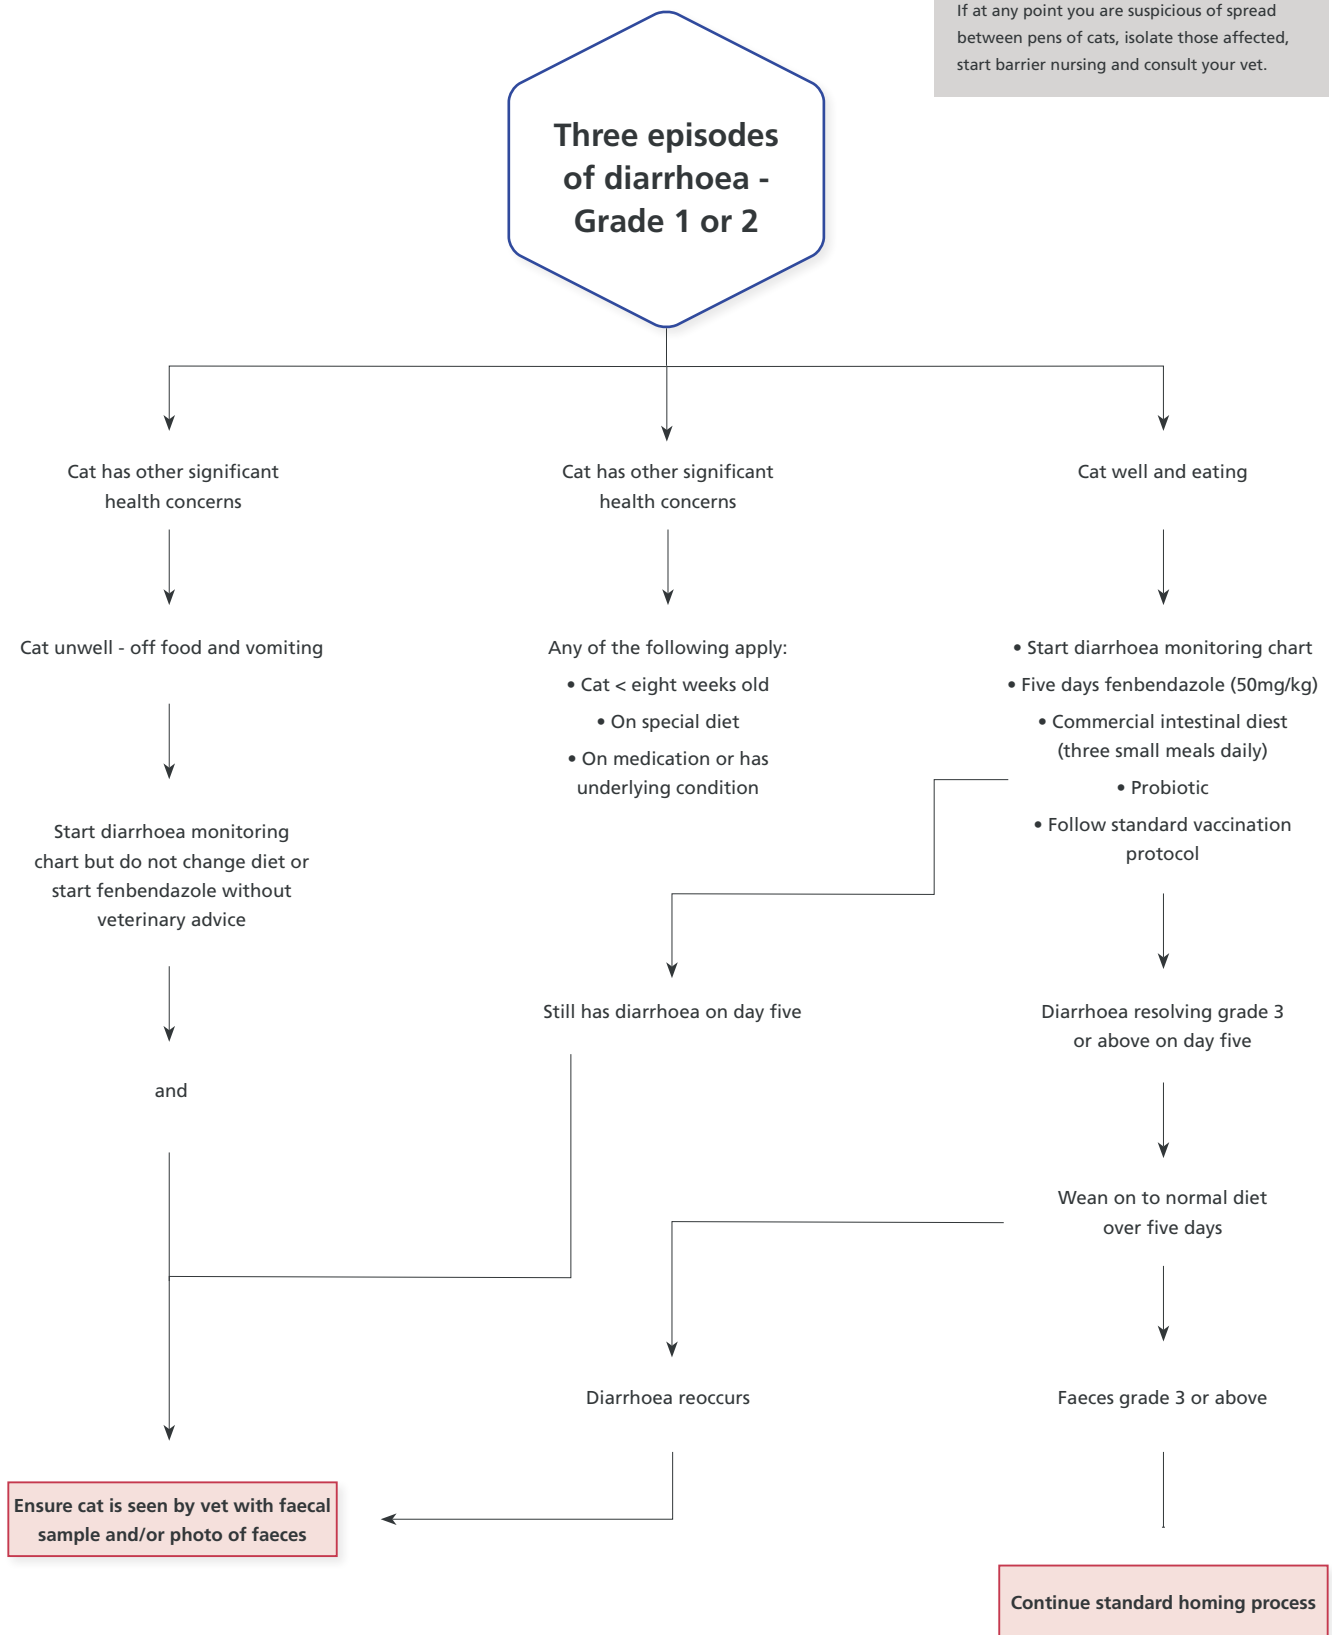 If at any point you are suspicious of spread
between pens of cats, isolate those affected,
start barrier nursing and consult your vet.
Three episodes
of diarrhoea -
Grade 1 or 2
Cat has other significant
health concerns
Cat has other significant
health concerns
Cat well and eating
Cat unwell - off food and vomiting
Any of the following apply:
• Cat < eight weeks old
• On special diet
• On medication or has
underlying condition
• Start diarrhoea monitoring chart
• Five days fenbendazole (50mg/kg)
• Commercial intestinal diest
(three small meals daily)
• Probiotic
• Follow standard vaccination
protocol
Start diarrhoea monitoring
chart but do not change diet or
start fenbendazole without
veterinary advice
Still has diarrhoea on day five
Diarrhoea resolving grade 3
or above on day five
and
Wean on to normal diet
over five days
Diarrhoea reoccurs
Faeces grade 3 or above
Ensure cat is seen by vet with faecal
sample and/or photo of faeces
Continue standard homing process